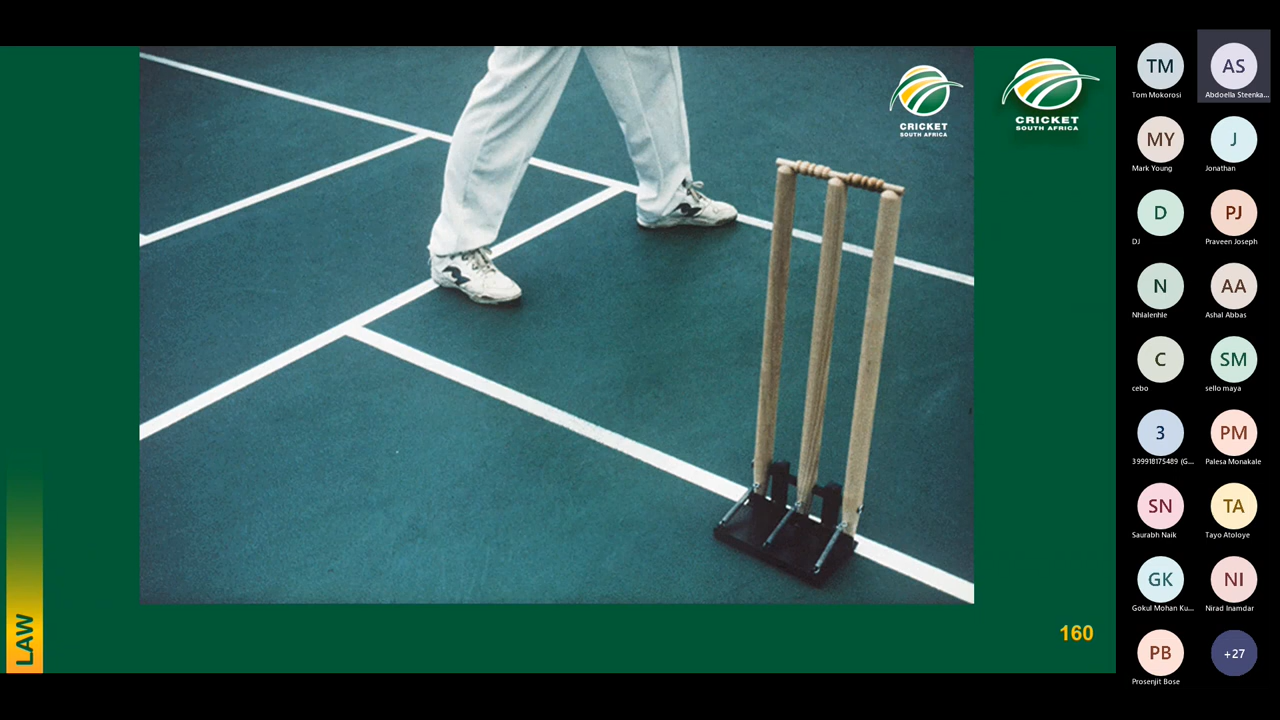 CRICKET
SOUTH AFRICA
CRICKET
SOUTH AFRICA
LAW
160
TM
Tom Mokorosi
AS
Abdoella Steenka...
MY
Mark Young
J
Jonathan
D
DJ
PJ
Praveen Joseph
N
Nhlalenhle
AA
Ashal Abbas
C
cebo
SM
sello maya
3
399918175489 (G...
PM
Palesa Monakale
SN
Saurabh Naik
TA
Tayo Atoloye
GK
Gokul Mohan Ku...
NI
Nirad Inamdar
PB
Prosenjit Bose
+27